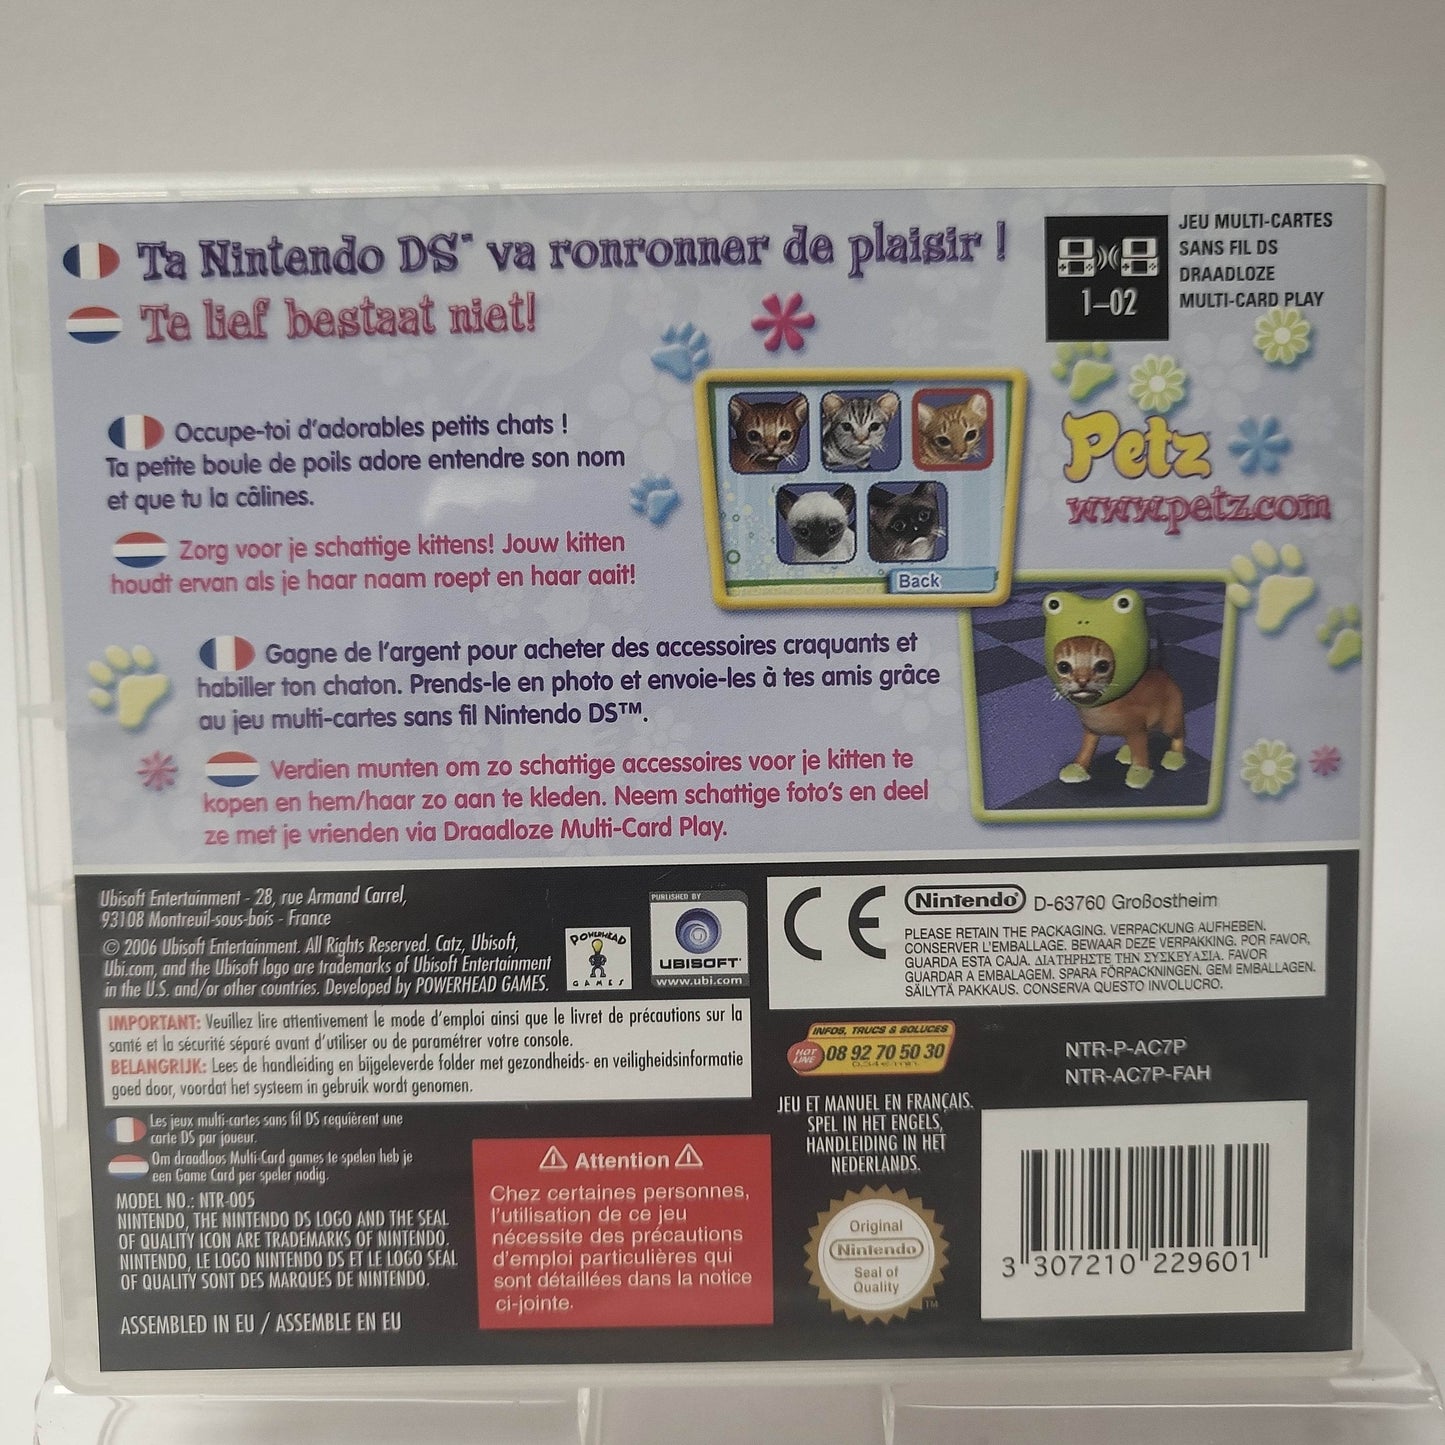 Ta Nintendo DS™ va ronronner de plaisir !
Te lief bestaat niet!
JEU MULTI-CARTES
SANS FIL DS
DRAADLOZE
MULTI-CARD PLAY
1–02
Occupe-toi d'adorables petits chats !
Ta petite boule de poils adore entendre son nom
et que tu la câlines.
Zorg voor je schattige kittens! Jouw kitten
houdt ervan als je haar naam roept en haar aait!
Back
Petz
www.petz.com
Gagne de l'argent pour acheter des accessoires craquants et
habiller ton chaton. Prends-le en photo et envoie-les à tes amis grâce
au jeu multi-cartes sans fil Nintendo DS™.
Verdien munten om zo schattige accessoires voor je kitten te
kopen en hem/haar zo aan te kleden. Neem schattige foto's en deel
ze met je vrienden via Draadloze Multi-Card Play.
Ubisoft Entertainment - 28, rue Armand Carrel,
93108 Montreuil-sous-bois - France
© 2006 Ubisoft Entertainment. All Rights Reserved. Catz, Ubisoft,
Ubi.com, and the Ubisoft logo are trademarks of Ubisoft Entertainment
in the U.S. and/or other countries. Developed by POWERHEAD GAMES.
POWERHEAD
GAMES
PUBLISHED BY
UBISOFT
www.ubi.com
CE
Nintendo® D-63760 Großostheim
PLEASE RETAIN THE PACKAGING. VERPACKUNG AUFHEBEN.
CONSERVER L'EMBALLAGE. BEWAAR DEZE VERPAKKING. POR FAVOR,
GUARDA ESTA CAJA. ΔΙΑΤΗΡΗΣΤΕ ΤΗΝ ΣΥΣΚΕΥΑΣΙΑ. FAVOR
GUARDAR A EMBALAGEM. SPARA FÖRPACKNINGEN. GEM EMBALLAGEN.
SÄILYTÄ PAKKAUS. CONSERVA QUESTO INVOLUCRO.
IMPORTANT: Veuillez lire attentivement le mode d'emploi ainsi que le livret de précautions sur la
santé et la sécurité séparé avant d'utiliser ou de paramétrer votre console.
BELANGRIJK: Lees de handleiding en bijgeleverde folder met gezondheids- en veiligheidsinformatie
goed door, voordat het systeem in gebruik wordt genomen.
INFOS, TRUCS & SOLUCES
HOT LINE 08 92 70 50 30
0,34 €/min.
NTR-P-AC7P
NTR-AC7P-FAH
JEU ET MANUEL EN FRANÇAIS.
SPEL IN HET ENGELS,
HANDLEIDING IN HET
NEDERLANDS.
Les jeux multi-cartes sans fil DS requièrent une
carte DS par joueur.
Om draadloos Multi-Card games te spelen heb je
een Game Card per speler nodig.
MODEL NO.: NTR-005
NINTENDO, THE NINTENDO DS LOGO AND THE SEAL
OF QUALITY ICON ARE TRADEMARKS OF NINTENDO.
NINTENDO, LE LOGO NINTENDO DS ET LE LOGO SEAL
OF QUALITY SONT DES MARQUES DE NINTENDO.
ASSEMBLED IN EU / ASSEMBLE EN EU
Attention
Chez certaines personnes,
l'utilisation de ce jeu
nécessite des précautions
d'emploi particulières qui
sont détaillées dans la notice
ci-jointe.
Original
Nintendo
Seal of
Quality
TM
3 307210 229601